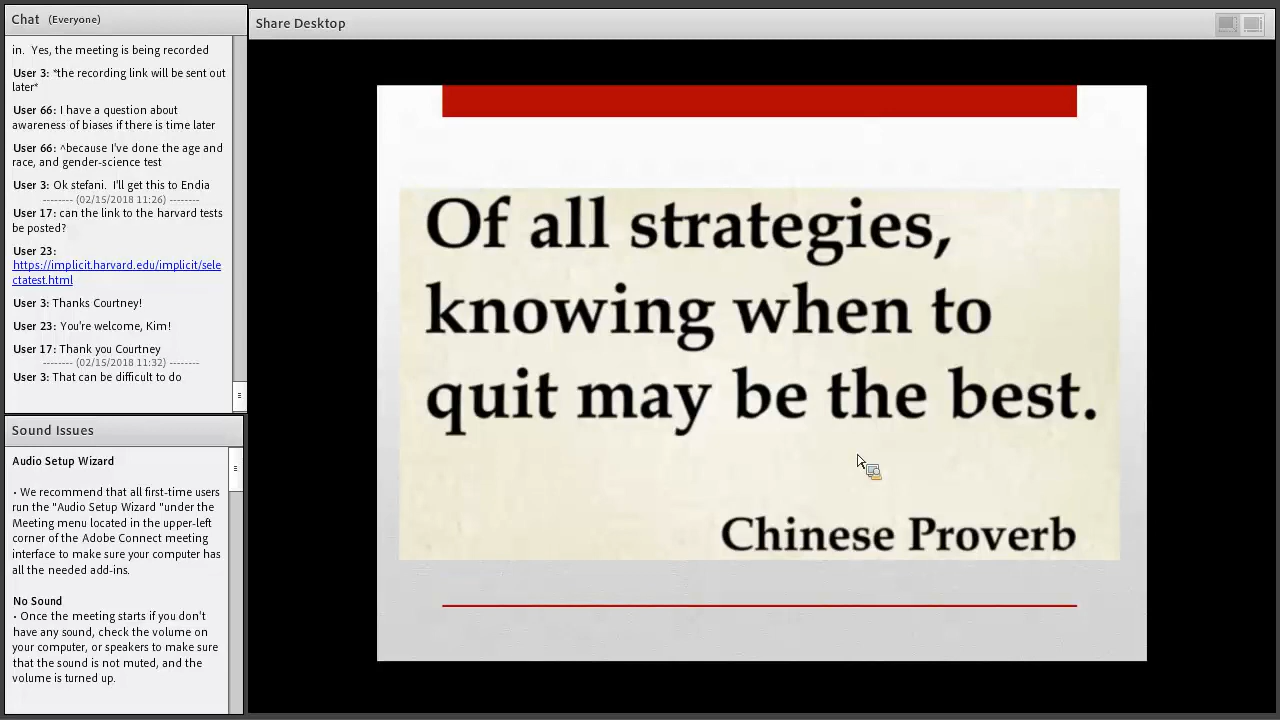 Chat (Everyone)
in. Yes, the meeting is being recorded
User 3: *the recording link will be sent out
later*
User 66: I have a question about
awareness of biases if there is time later
User 66: ^because I've done the age and
race, and gender-science test
User 3: Ok stefani. I'll get this to Endia
-------- (02/15/2018 11:26) --------
User 17: can the link to the harvard tests
be posted?
User 23:
https://implicit.harvard.edu/implicit/sele
ctatest.html
User 3: Thanks Courtney!
User 23: You're welcome, Kim!
User 17: Thank you Courtney
-------- (02/15/2018 11:32) --------
User 3: That can be difficult to do
Sound Issues
Audio Setup Wizard
• We recommend that all first-time users
run the "Audio Setup Wizard "under the
Meeting menu located in the upper-left
corner of the Adobe Connect meeting
interface to make sure your computer has
all the needed add-ins.
No Sound
• Once the meeting starts if you don't
have any sound, check the volume on
your computer, or speakers to make sure
that the sound is not muted, and the
volume is turned up.
Share Desktop
Of all strategies,
knowing when to
quit may be the best.
Chinese Proverb